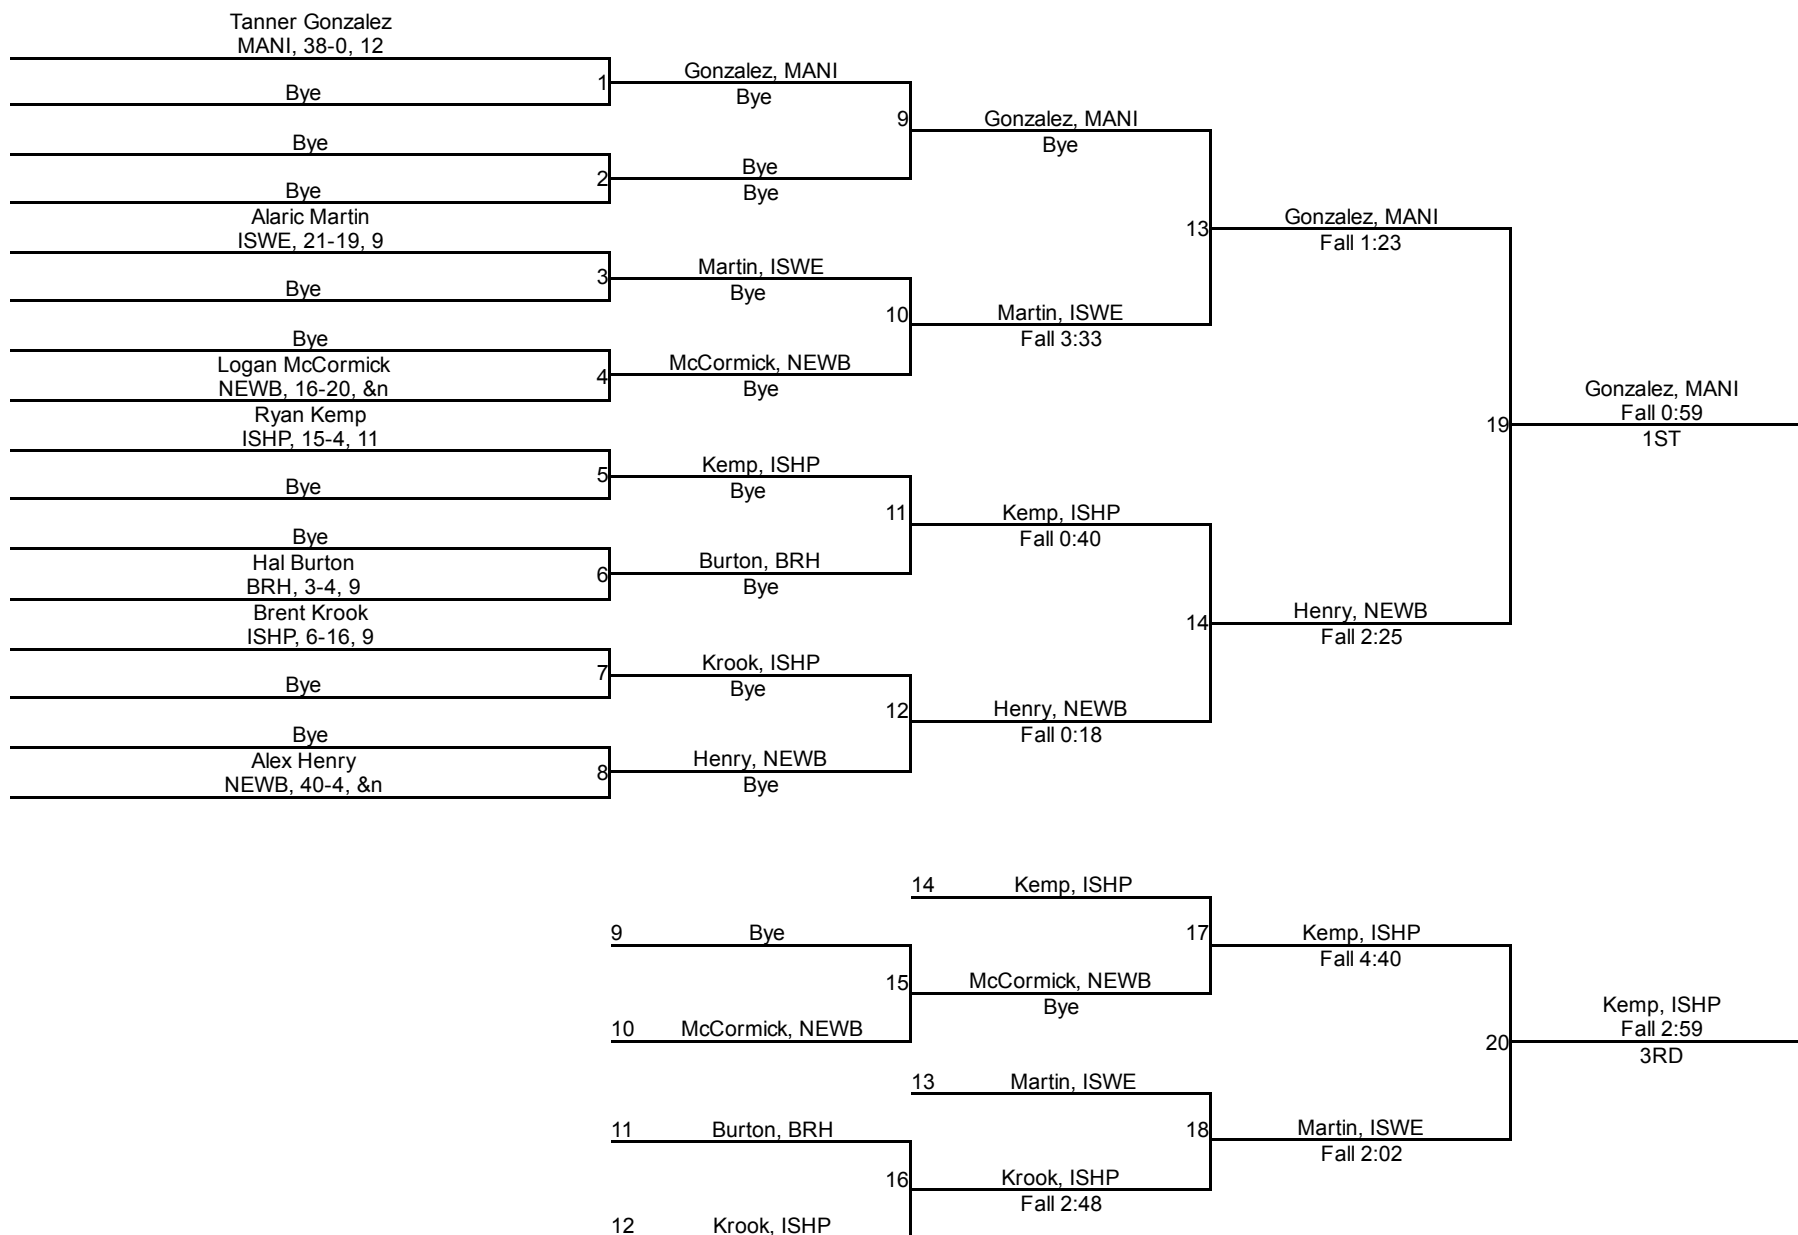 Tanner Gonzalez
MANI, 38-0, 12
Bye
1
Bye
2
Bye
Alaric Martin
ISWE, 21-19, 9
3
Bye
Bye
4
Logan McCormick
NEWB, 16-20, &n
Ryan Kemp
ISHP, 15-4, 11
5
Bye
Bye
6
Hal Burton
BRH, 3-4, 9
Brent Krook
ISHP, 6-16, 9
7
Bye
Bye
8
Alex Henry
NEWB, 40-4, &n
Gonzalez, MANI
Bye
9
Bye
Bye
Martin, ISWE
Bye
10
McCormick, NEWB
Bye
Kemp, ISHP
Bye
11
Burton, BRH
Bye
Krook, ISHP
Bye
12
Henry, NEWB
Bye
Gonzalez, MANI
Bye
13
Martin, ISWE
Fall 3:33
Kemp, ISHP
Fall 0:40
14
Henry, NEWB
Fall 0:18
Gonzalez, MANI
Fall 1:23
19
Henry, NEWB
Fall 2:25
Gonzalez, MANI
Fall 0:59
1ST
14 Kemp, ISHP
9 Bye
17
15
McCormick, NEWB
Bye
10 McCormick, NEWB
Kemp, ISHP
Fall 4:40
20
Kemp, ISHP
Fall 2:59
3RD
13 Martin, ISWE
11 Burton, BRH
18
Martin, ISWE
Fall 2:02
16
Krook, ISHP
Fall 2:48
12 Krook, ISHP